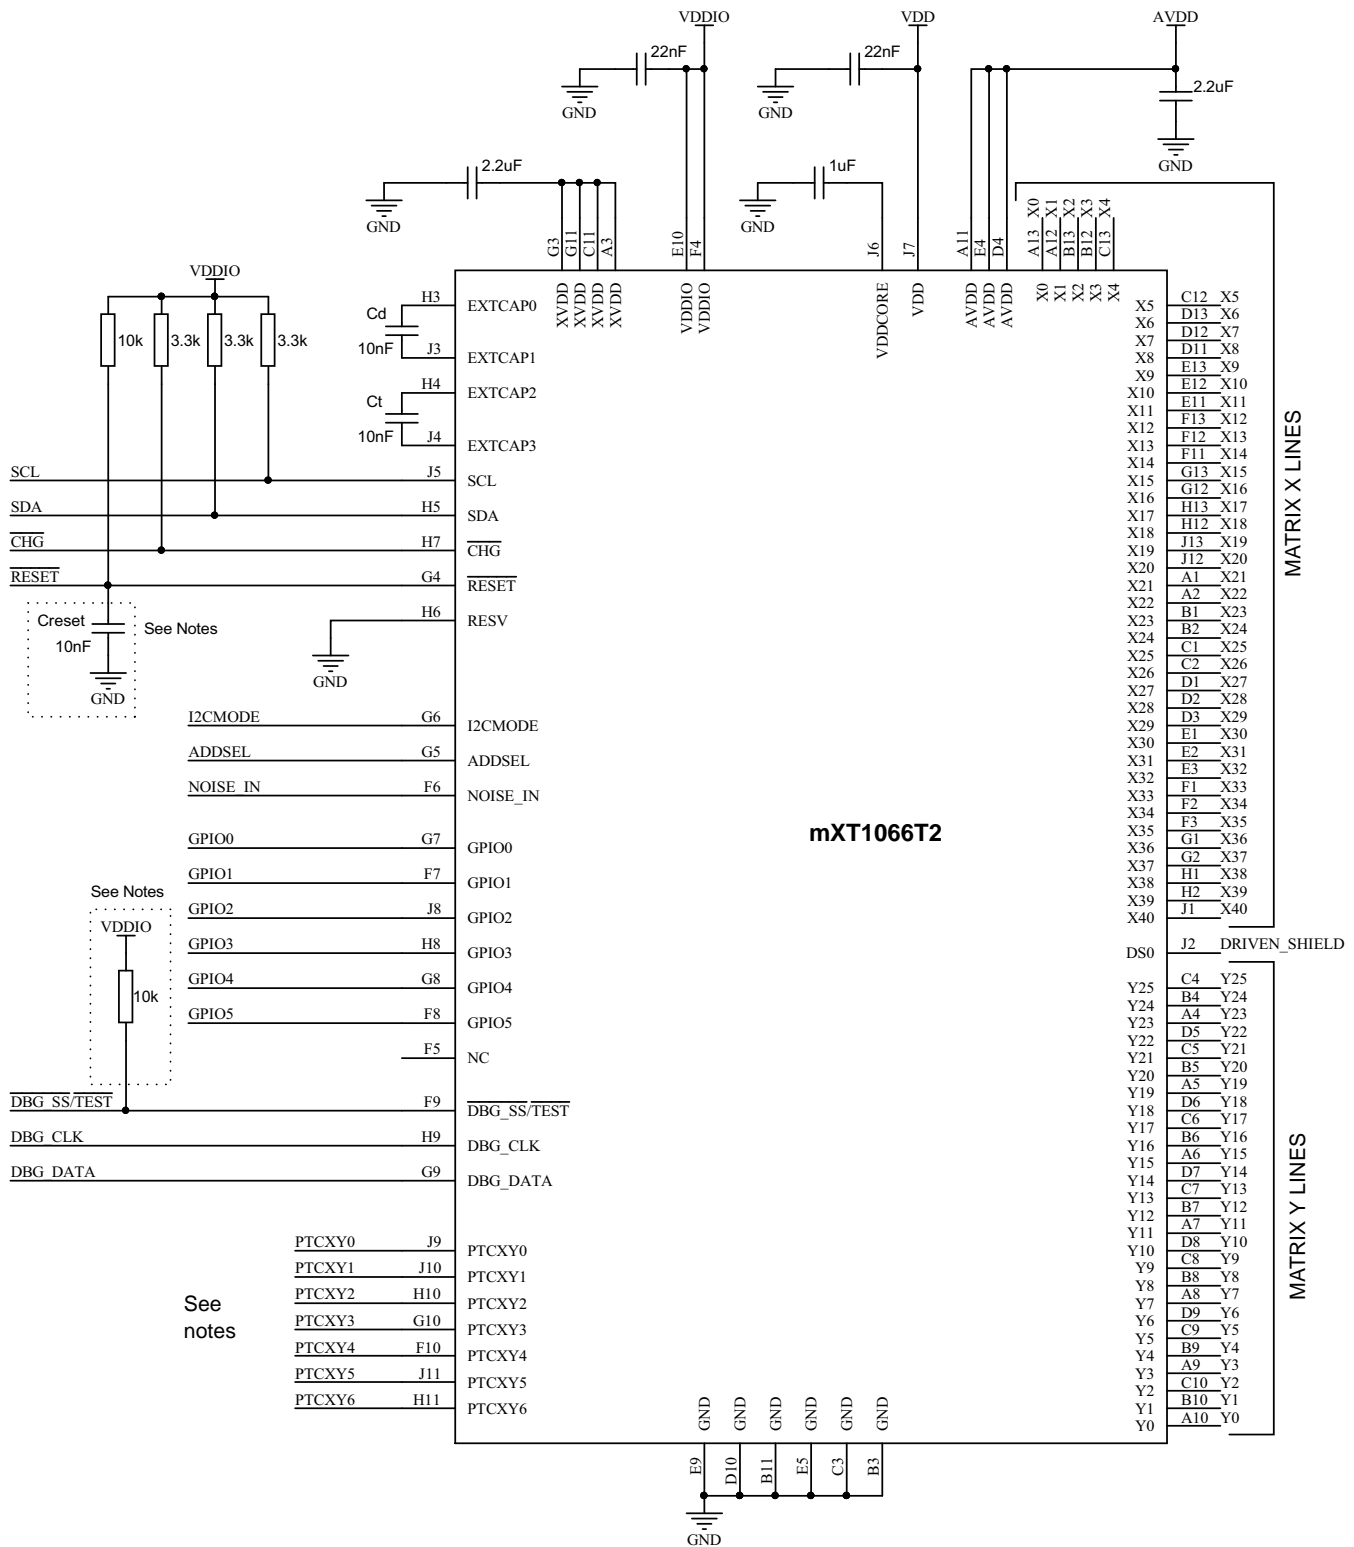 VDDIO VDD AVDD
22nF 22nF 2.2uF
GND GND GND
2.2uF 1uF
GND GND
G3 G11 C11 A3 E10 F4 J6 J7 A11 E4 D4
A13 X0
A12 X1
B13 X2
B12 X3
C13 X4
XVDD XVDD XVDD XVDD VDDIO VDDIO VDDCORE VDD AVDD AVDD AVDD X0 X1 X2 X3 X4
VDDIO
10k 3.3k 3.3k 3.3k
H3 EXTCAP0
Cd
10nF
J3 EXTCAP1
H4 EXTCAP2
Ct
10nF
J4 EXTCAP3
SCL J5 SCL
SDA H5 SDA
CHG H7 CHG
RESET G4 RESET
Creset
10nF
GND
See Notes
H6 RESV
GND
I2CMODE G6 I2CMODE
ADDSEL G5 ADDSEL
NOISE_IN F6 NOISE_IN
GPIO0 G7 GPIO0
GPIO1 F7 GPIO1
GPIO2 J8 GPIO2
GPIO3 H8 GPIO3
GPIO4 G8 GPIO4
GPIO5 F8 GPIO5
F5 NC
See Notes
VDDIO
10k
DBG_SS/TEST F9 DBG_SS/TEST
DBG_CLK H9 DBG_CLK
DBG_DATA G9 DBG_DATA
See
notes
PTCXY0 J9 PTCXY0
PTCXY1 J10 PTCXY1
PTCXY2 H10 PTCXY2
PTCXY3 G10 PTCXY3
PTCXY4 F10 PTCXY4
PTCXY5 J11 PTCXY5
PTCXY6 H11 PTCXY6
mXT1066T2
X5 C12 X5
X6 D13 X6
X7 D12 X7
X8 D11 X8
X9 E13 X9
X10 E12 X10
X11 E11 X11
X12 F13 X12
X13 F12 X13
X14 F11 X14
X15 G13 X15
X16 G12 X16
X17 H13 X17
X18 H12 X18
X19 J13 X19
X20 J12 X20
X21 A1 X21
X22 A2 X22
X23 B1 X23
X24 B2 X24
X25 C1 X25
X26 C2 X26
X27 D1 X27
X28 D2 X28
X29 D3 X29
X30 E1 X30
X31 E2 X31
X32 E3 X32
X33 F1 X33
X34 F2 X34
X35 F3 X35
X36 G1 X36
X37 G2 X37
X38 H1 X38
X39 H2 X39
X40 J1 X40
MATRIX X LINES
DS0 J2 DRIVEN_SHIELD
Y25 C4 Y25
Y24 B4 Y24
Y23 A4 Y23
Y22 D5 Y22
Y21 C5 Y21
Y20 B5 Y20
Y19 A5 Y19
Y18 D6 Y18
Y17 C6 Y17
Y16 B6 Y16
Y15 A6 Y15
Y14 D7 Y14
Y13 C7 Y13
Y12 B7 Y12
Y11 A7 Y11
Y10 D8 Y10
Y9 C8 Y9
Y8 B8 Y8
Y7 A8 Y7
Y6 D9 Y6
Y5 C9 Y5
Y4 B9 Y4
Y3 A9 Y3
Y2 C10 Y2
Y1 B10 Y1
Y0 A10 Y0
MATRIX Y LINES
GND GND GND GND GND GND
E9 D10 B11 E5 C3 B3
GND